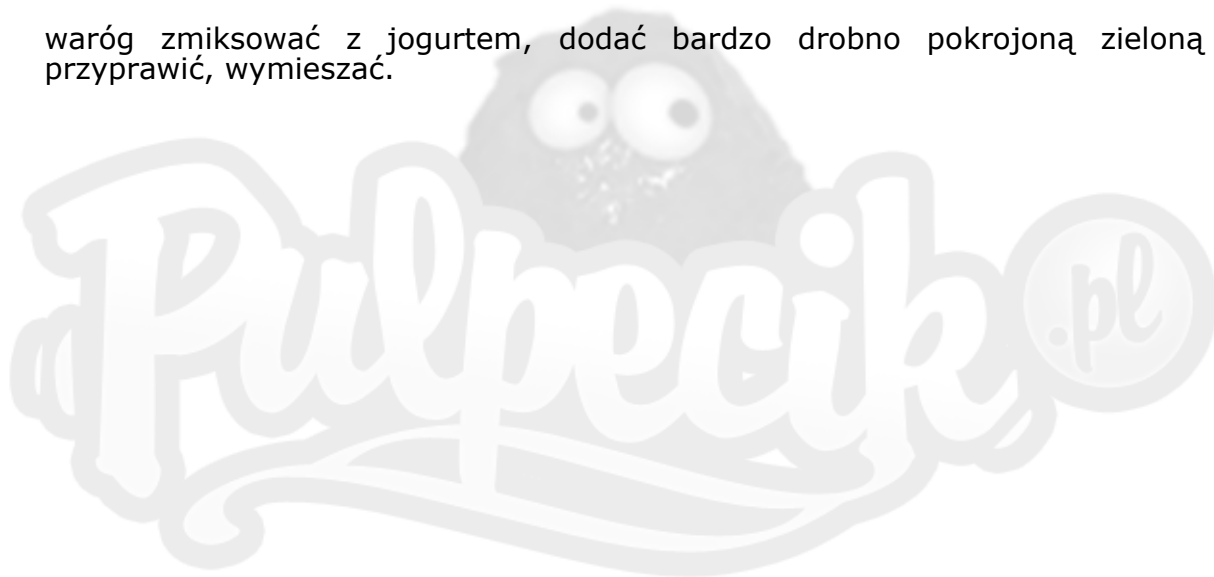 waróg zmiksować z jogurtem, dodać bardzo drobno pokrojoną zieloną
przyprawić, wymieszać.
Pulpecik
.pl